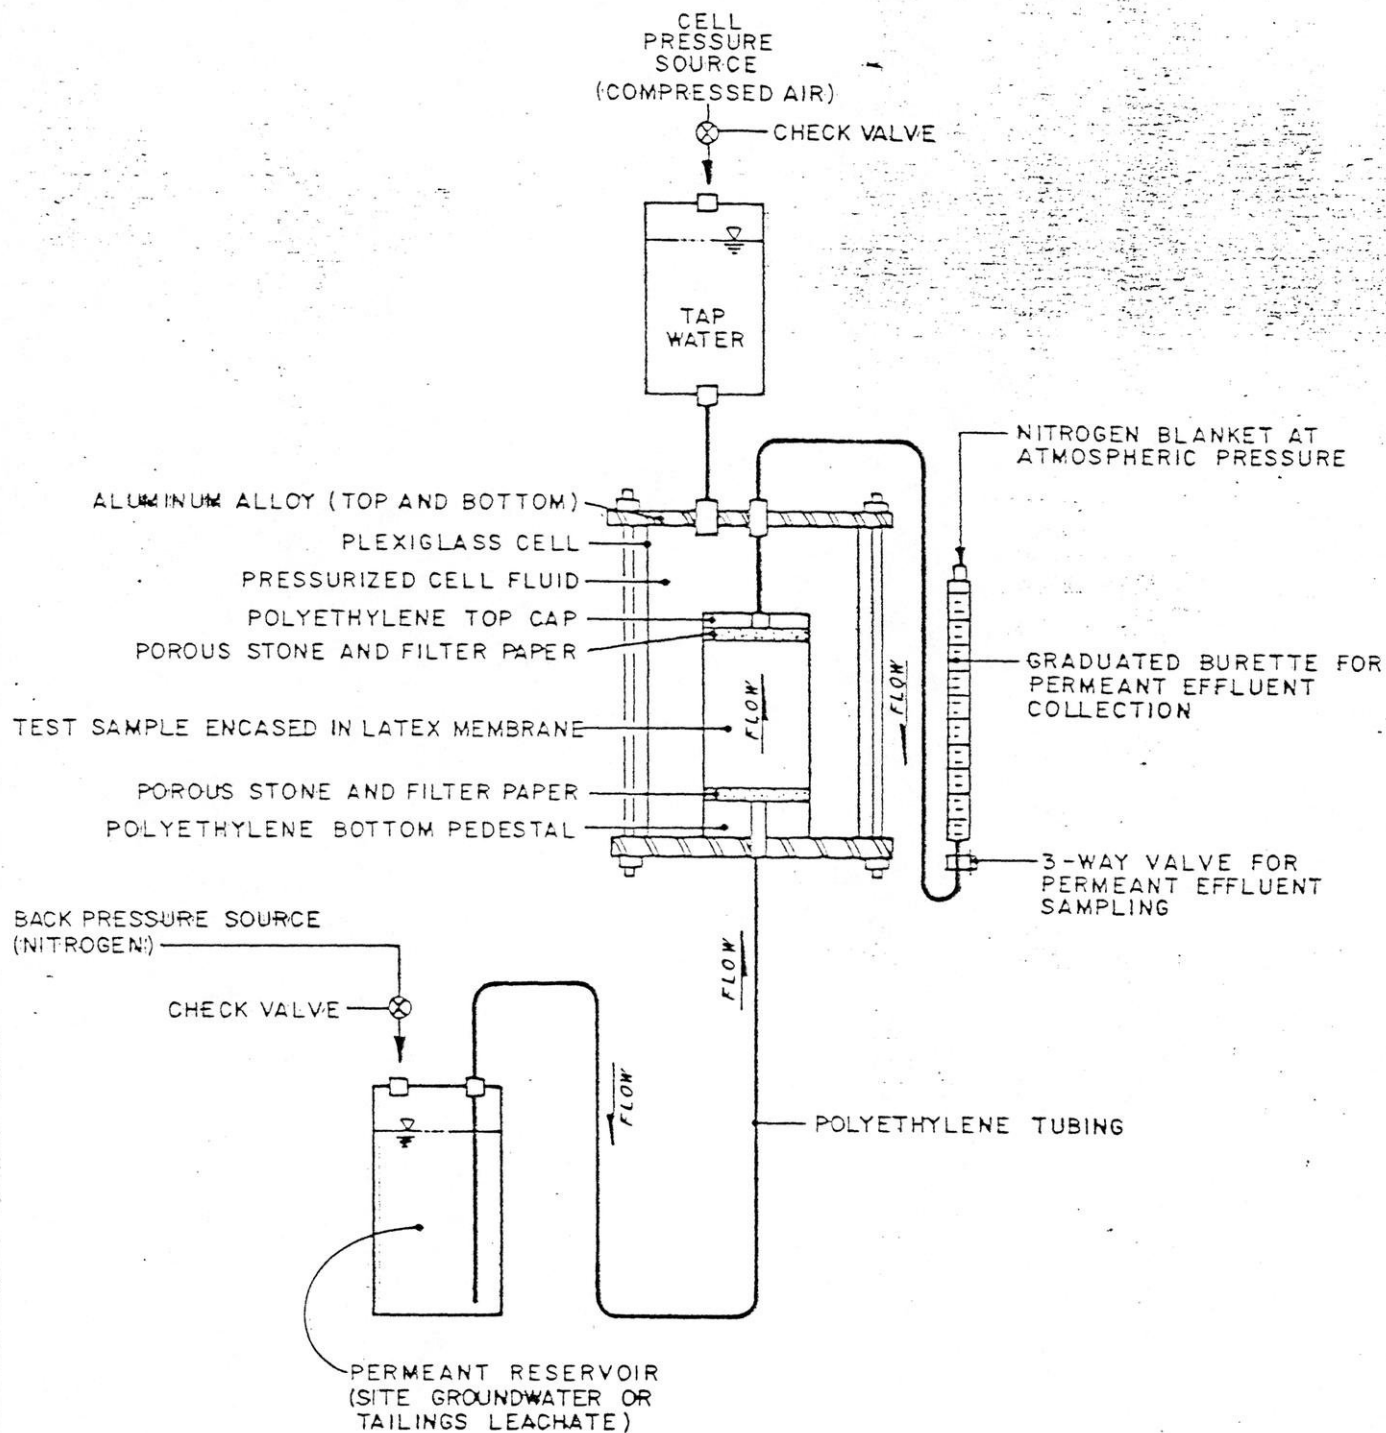 CELL
PRESSURE
SOURCE
(COMPRESSED AIR)
CHECK VALVE
TAP
WATER
NITROGEN BLANKET AT
ATMOSPHERIC PRESSURE
ALUMINUM ALLOY (TOP AND BOTTOM)
PLEXIGLASS CELL
PRESSURIZED CELL FLUID
POLYETHYLENE TOP CAP
POROUS STONE AND FILTER PAPER
GRADUATED BURETTE FOR
PERMEANT EFFLUENT
COLLECTION
FLOW
FLOW
TEST SAMPLE ENCASED IN LATEX MEMBRANE
POROUS STONE AND FILTER PAPER
POLYETHYLENE BOTTOM PEDESTAL
3-WAY VALVE FOR
PERMEANT EFFLUENT
SAMPLING
BACK PRESSURE SOURCE
(NITROGEN)
FLOW
CHECK VALVE
FLOW
POLYETHYLENE TUBING
PERMEANT RESERVOIR
(SITE GROUNDWATER OR
TAILINGS LEACHATE)